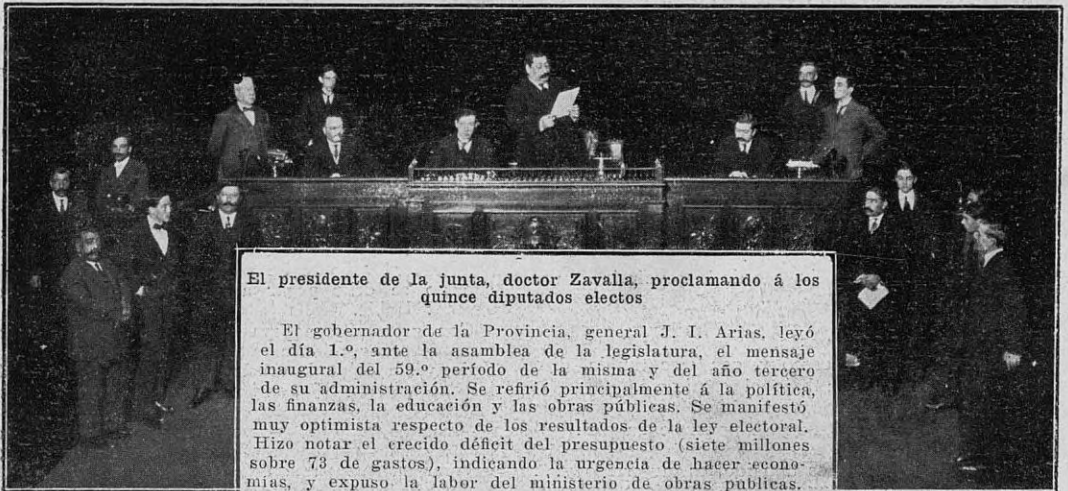 El presidente de la junta, doctor Zavalla, proclamando á los
quince diputados electos
El gobernador de la Provincia, general J. I. Arias, leyó
el día 1.º, ante la asamblea de la legislatura, el mensaje
inaugural del 59.º período de la misma y del año tercero
de su administración. Se refirió principalmente á la política,
las finanzas, la educación y las obras públicas. Se manifestó
muy optimista respecto de los resultados de la ley electoral.
Hizo notar el crecido déficit del presupuesto (siete millones
sobre 73 de gastos), indicando la urgencia de hacer econo-
mías, y expuso la labor del ministerio de obras públicas.